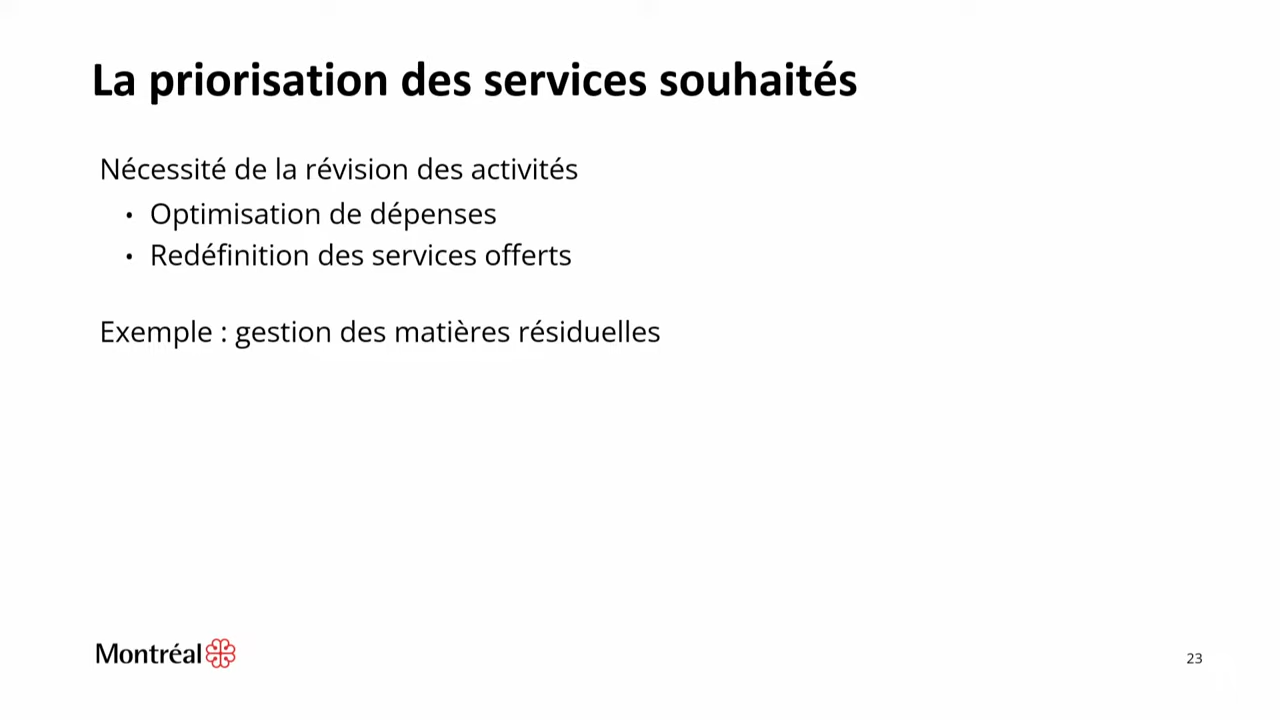 La priorisation des services souhaités
Nécessité de la révision des activités
• Optimisation de dépenses
• Redéfinition des services offerts
Exemple : gestion des matières résiduelles
Montréal
23